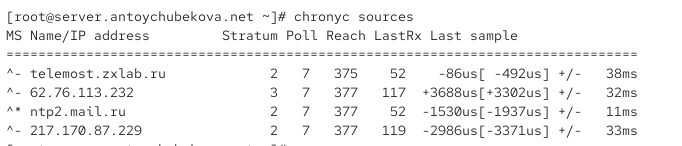 [root@server.antoychubekova.net ~]# chronyc sources
MS Name/IP address         Stratum Poll Reach LastRx Last sample
===============================================================================
^- telemost.zxlab.ru             2   7   375    52    -86us[ -492us] +/-   38ms
^- 62.76.113.232                 3   7   377   117  +3688us[+3302us] +/-   32ms
^* ntp2.mail.ru                  2   7   377    52  -1530us[-1937us] +/-   11ms
^- 217.170.87.229                2   7   377   119  -2986us[-3371us] +/-   33ms